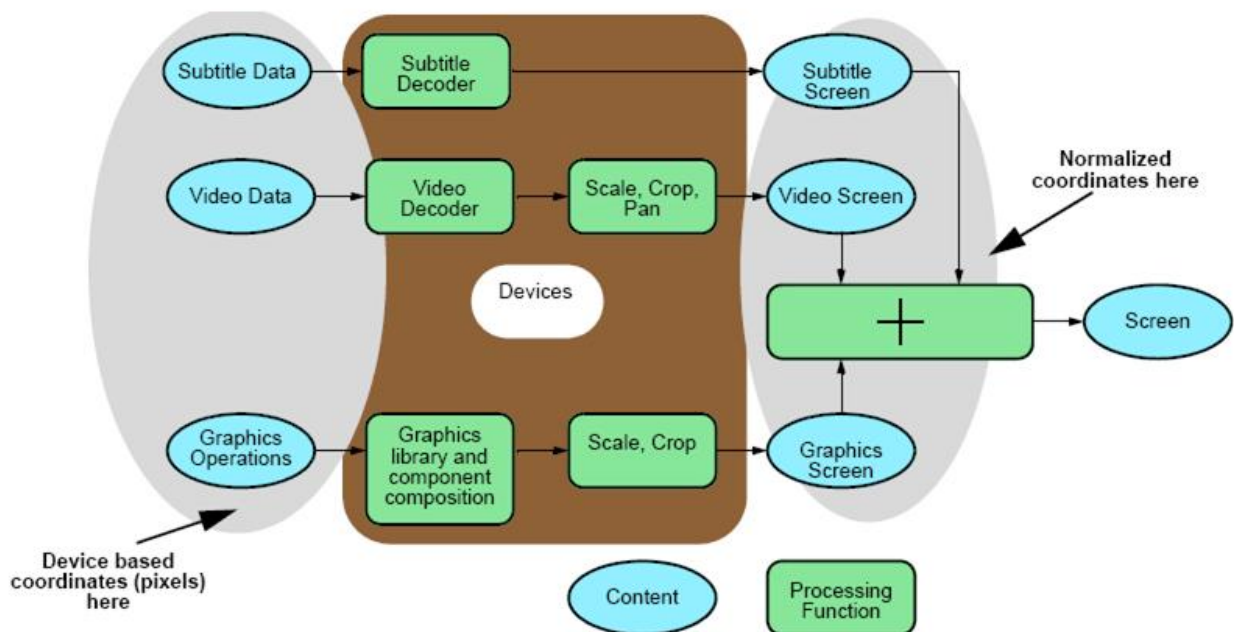 Subtitle Data
Subtitle
Decoder
Subtitle
Screen
Normalized
coordinates here
Video Data
Video
Decoder
Scale, Crop,
Pan
Video Screen
Devices
+
Screen
Graphics
Operations
Graphics
library and
component
composition
Scale, Crop
Graphics
Screen
Device based
coordinates (pixels)
here
Content
Processing
Function